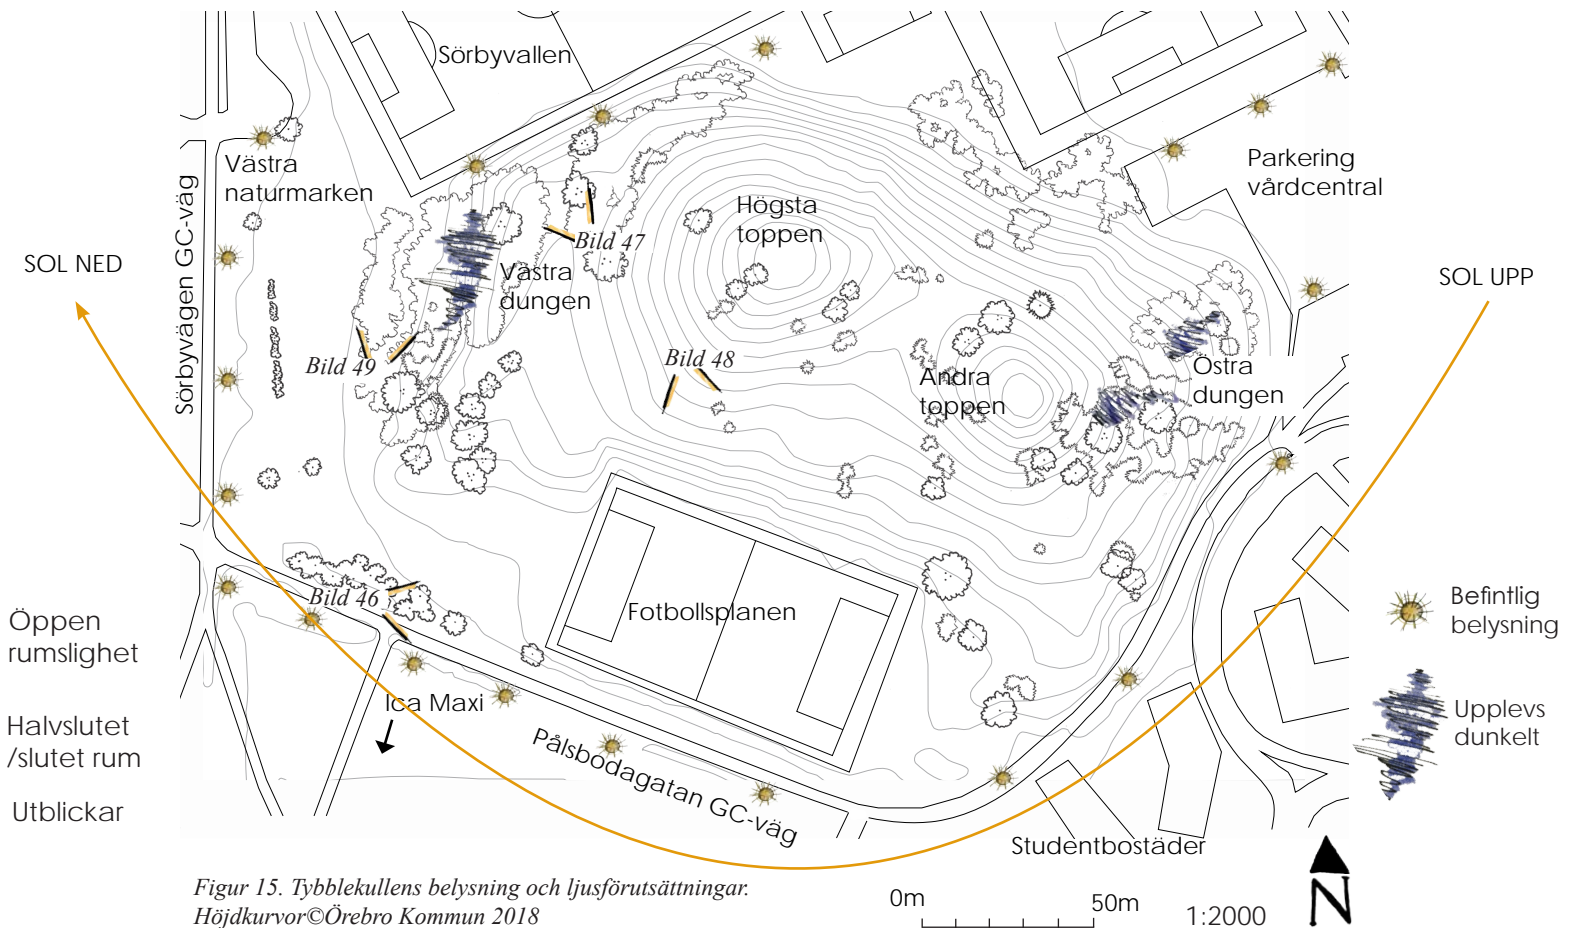 Sörbyvallen
Västra
naturmarken
Parkering
vårdcentral
Sörbyvägen GC-väg
Högsta
toppen
Bild 47
SOL NED
SOL UPP
Västra
dungen
Bild 49
Bild 48
Andra
toppen
Östra
dungen
Bild 46
Fotbollsplanen
Öppen
rumslighet
Befintlig
belysning
Ica Maxi
Halvslutet
/slutet rum
Upplevs
dunkelt
Pålsbodagatan GC-väg
Utblickar
Studentbostäder
Figur 15. Tybblekullens belysning och ljusförutsättningar.
Höjdkurvor©Örebro Kommun 2018
0m
50m
1:2000
N